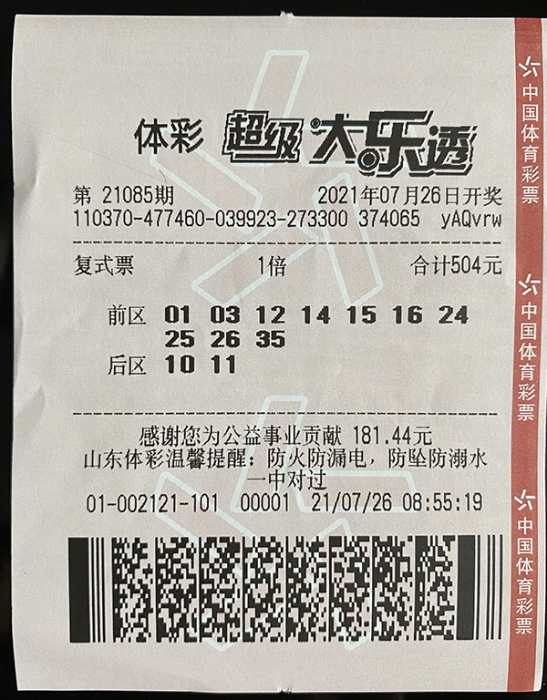 体彩 超级大乐透
第 21085期 2021年07月26日开奖
110370-477460-039923-273300 374065 yAQvrw
复式票 1倍 合计504元
前区 01 03 12 14 15 16 24
25 26 35
后区 10 11
感谢您为公益事业贡献 181.44元
山东体彩温馨提醒：防火防漏电，防坠防溺水
一中对过
01-002121-101 00001 21/07/26 08:55:19
中国体育彩票
中国体育彩票
中国体育彩票